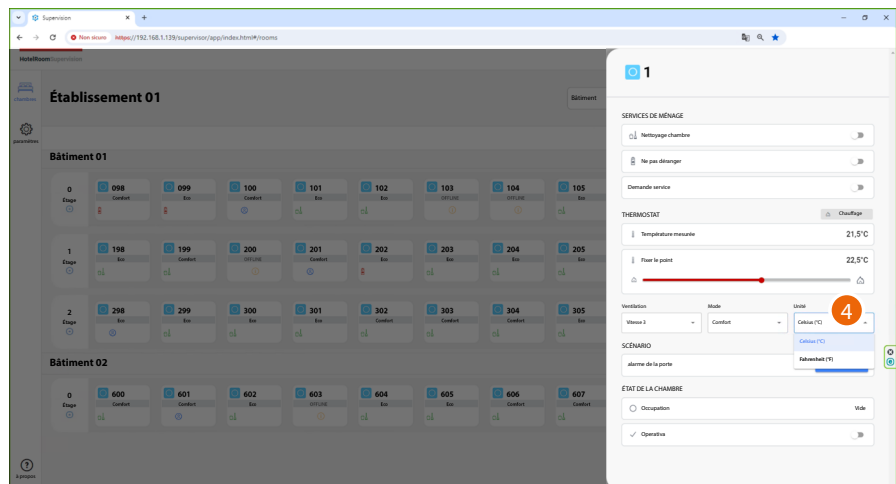 Supervision
Non sicuro https://192.168.1.139/supervisor/app/index.html#/rooms
HotelRoomSupervision
chambres
paramètres
à propos
Établissement 01
Bâtiment
Bâtiment 01
0 098 099 100 101 102 103 104 105
Étage Comfort Eco Comfort Eco Eco OFFLINE OFFLINE Eco
1 198 199 200 201 202 203 204 205
Étage Eco Eco OFFLINE Comfort Eco Eco Eco Eco
2 298 299 300 301 302 303 304 305
Étage Eco Eco Eco Eco Comfort Comfort Comfort Eco
Bâtiment 02
0 600 601 602 603 604 605 606 607
Étage Comfort Comfort Eco OFFLINE Eco Eco Comfort Comfort
1
SERVICES DE MÉNAGE
Nettoyage chambre
Ne pas déranger
Demande service
THERMOSTAT Chauffage
Température mesurée 21,5°C
Fixer le point 22,5°C
Ventilation Mode Unité
Vitesse 3 Comfort Celsius (°C)
4
Celsius (°C)
Fahrenheit (°F)
SCÉNARIO
alarme de la porte
ÉTAT DE LA CHAMBRE
Occupation Vide
Operativa